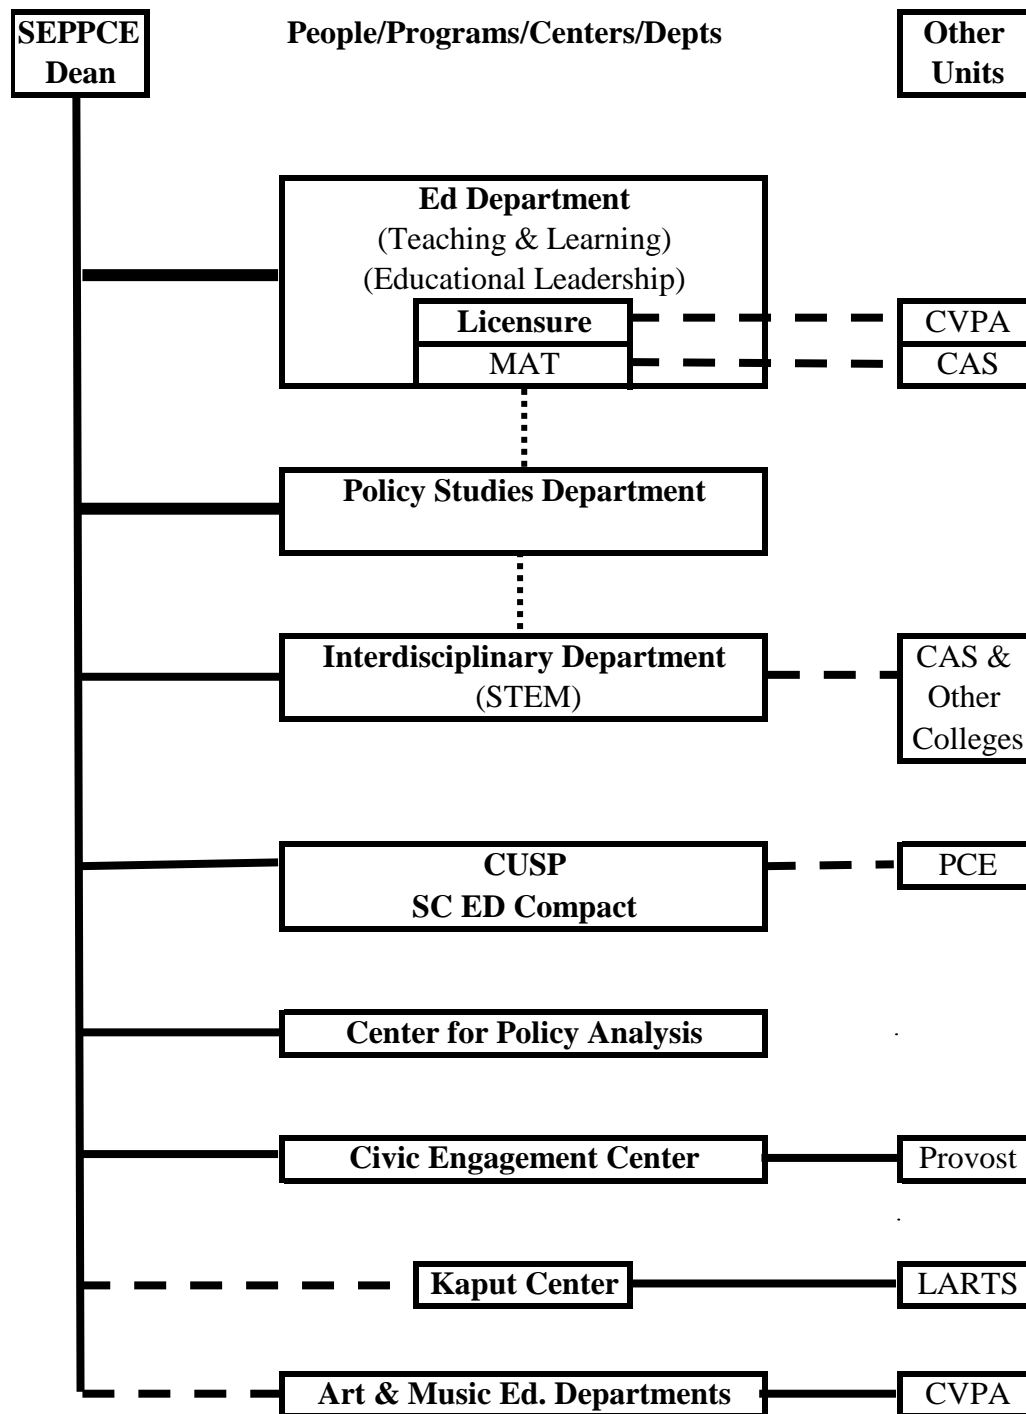 SEPPCE
Dean
People/Programs/Centers/Depts
Other
Units
Ed Department
(Teaching & Learning)
(Educational Leadership)
Licensure
CVPA
MAT
CAS
Policy Studies Department
Interdisciplinary Department
(STEM)
CAS &
Other
Colleges
CUSP
SC ED Compact
PCE
Center for Policy Analysis
Civic Engagement Center
Provost
Kaput Center
LARTS
Art & Music Ed. Departments
CVPA